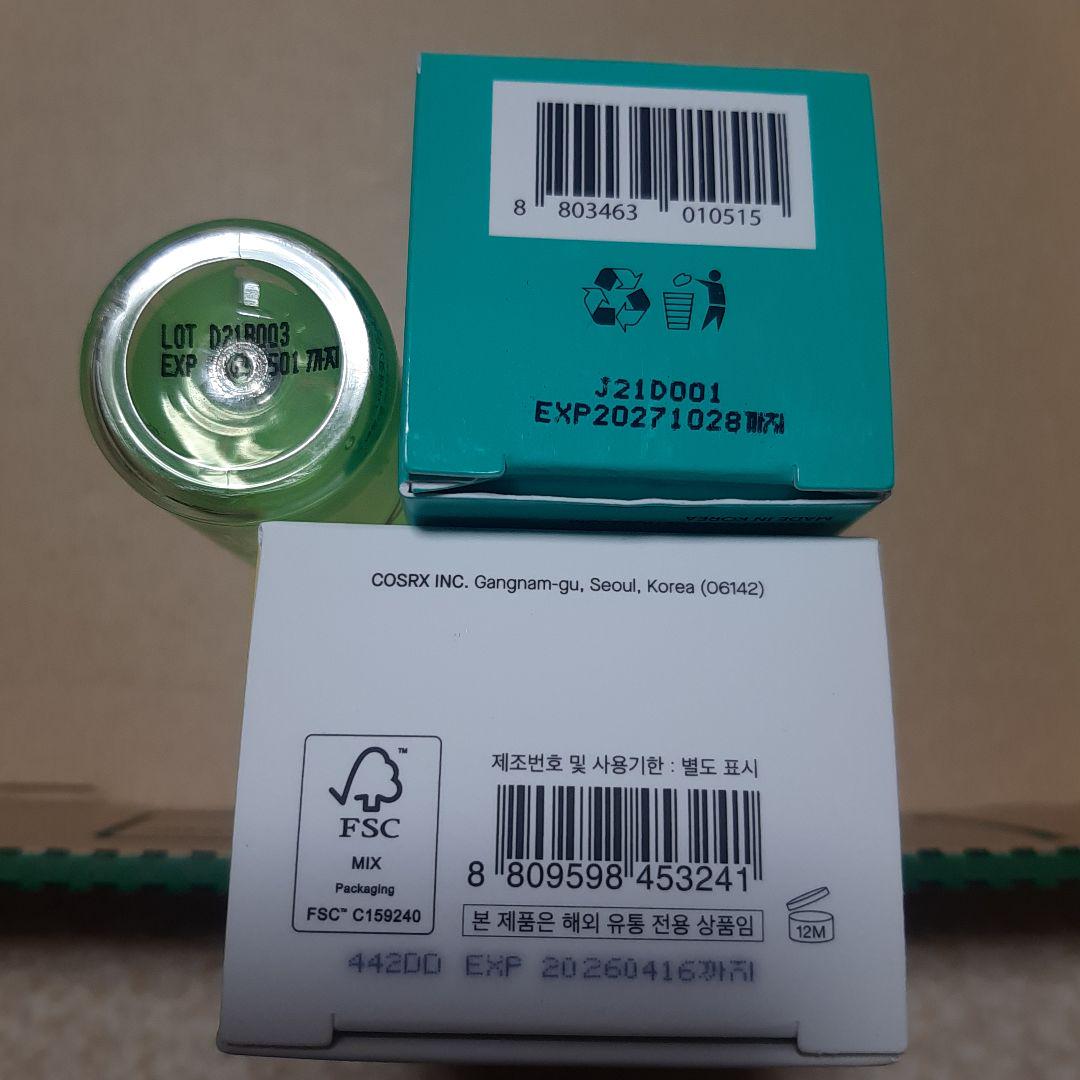 LOT D21B003
EXP 501 까지
8 803463 010515
J21D001
EXP20271028까지
MADE IN KOREA
COSRX INC. Gangnam-gu, Seoul, Korea (06142)
FSC™
MIX
Packaging
FSC™ C159240
제조번호 및 사용기한 : 별도 표시
8 809598 453241
본 제품은 해외 유통 전용 상품임
12M
442DD EXP 20260416까지